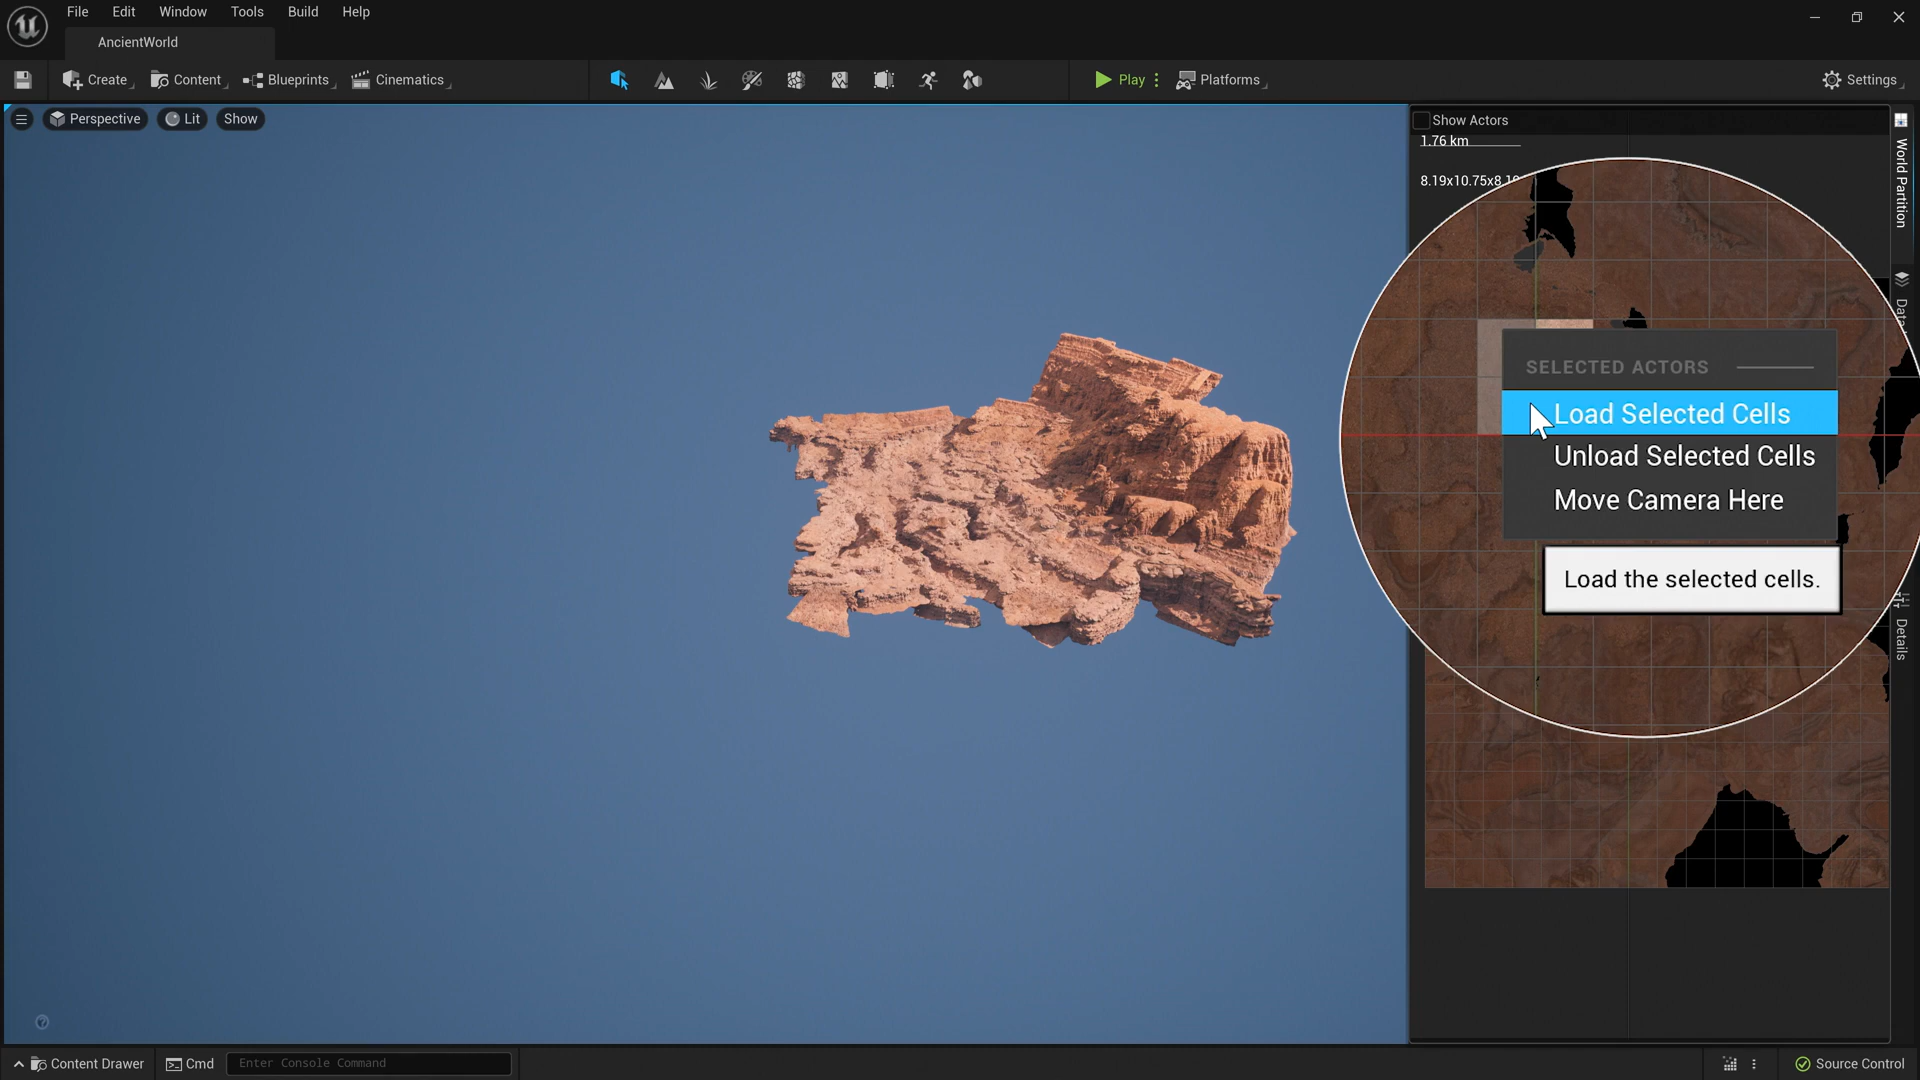 File Edit Window Tools Build Help
AncientWorld
Create Content Blueprints Cinematics Play Platforms Settings
Perspective Lit Show
Show Actors
1.76 km
World Partition
SELECTED ACTORS
Load Selected Cells
Unload Selected Cells
Move Camera Here
Load the selected cells.
Details
Content Drawer Cmd Enter Console Command Source Control